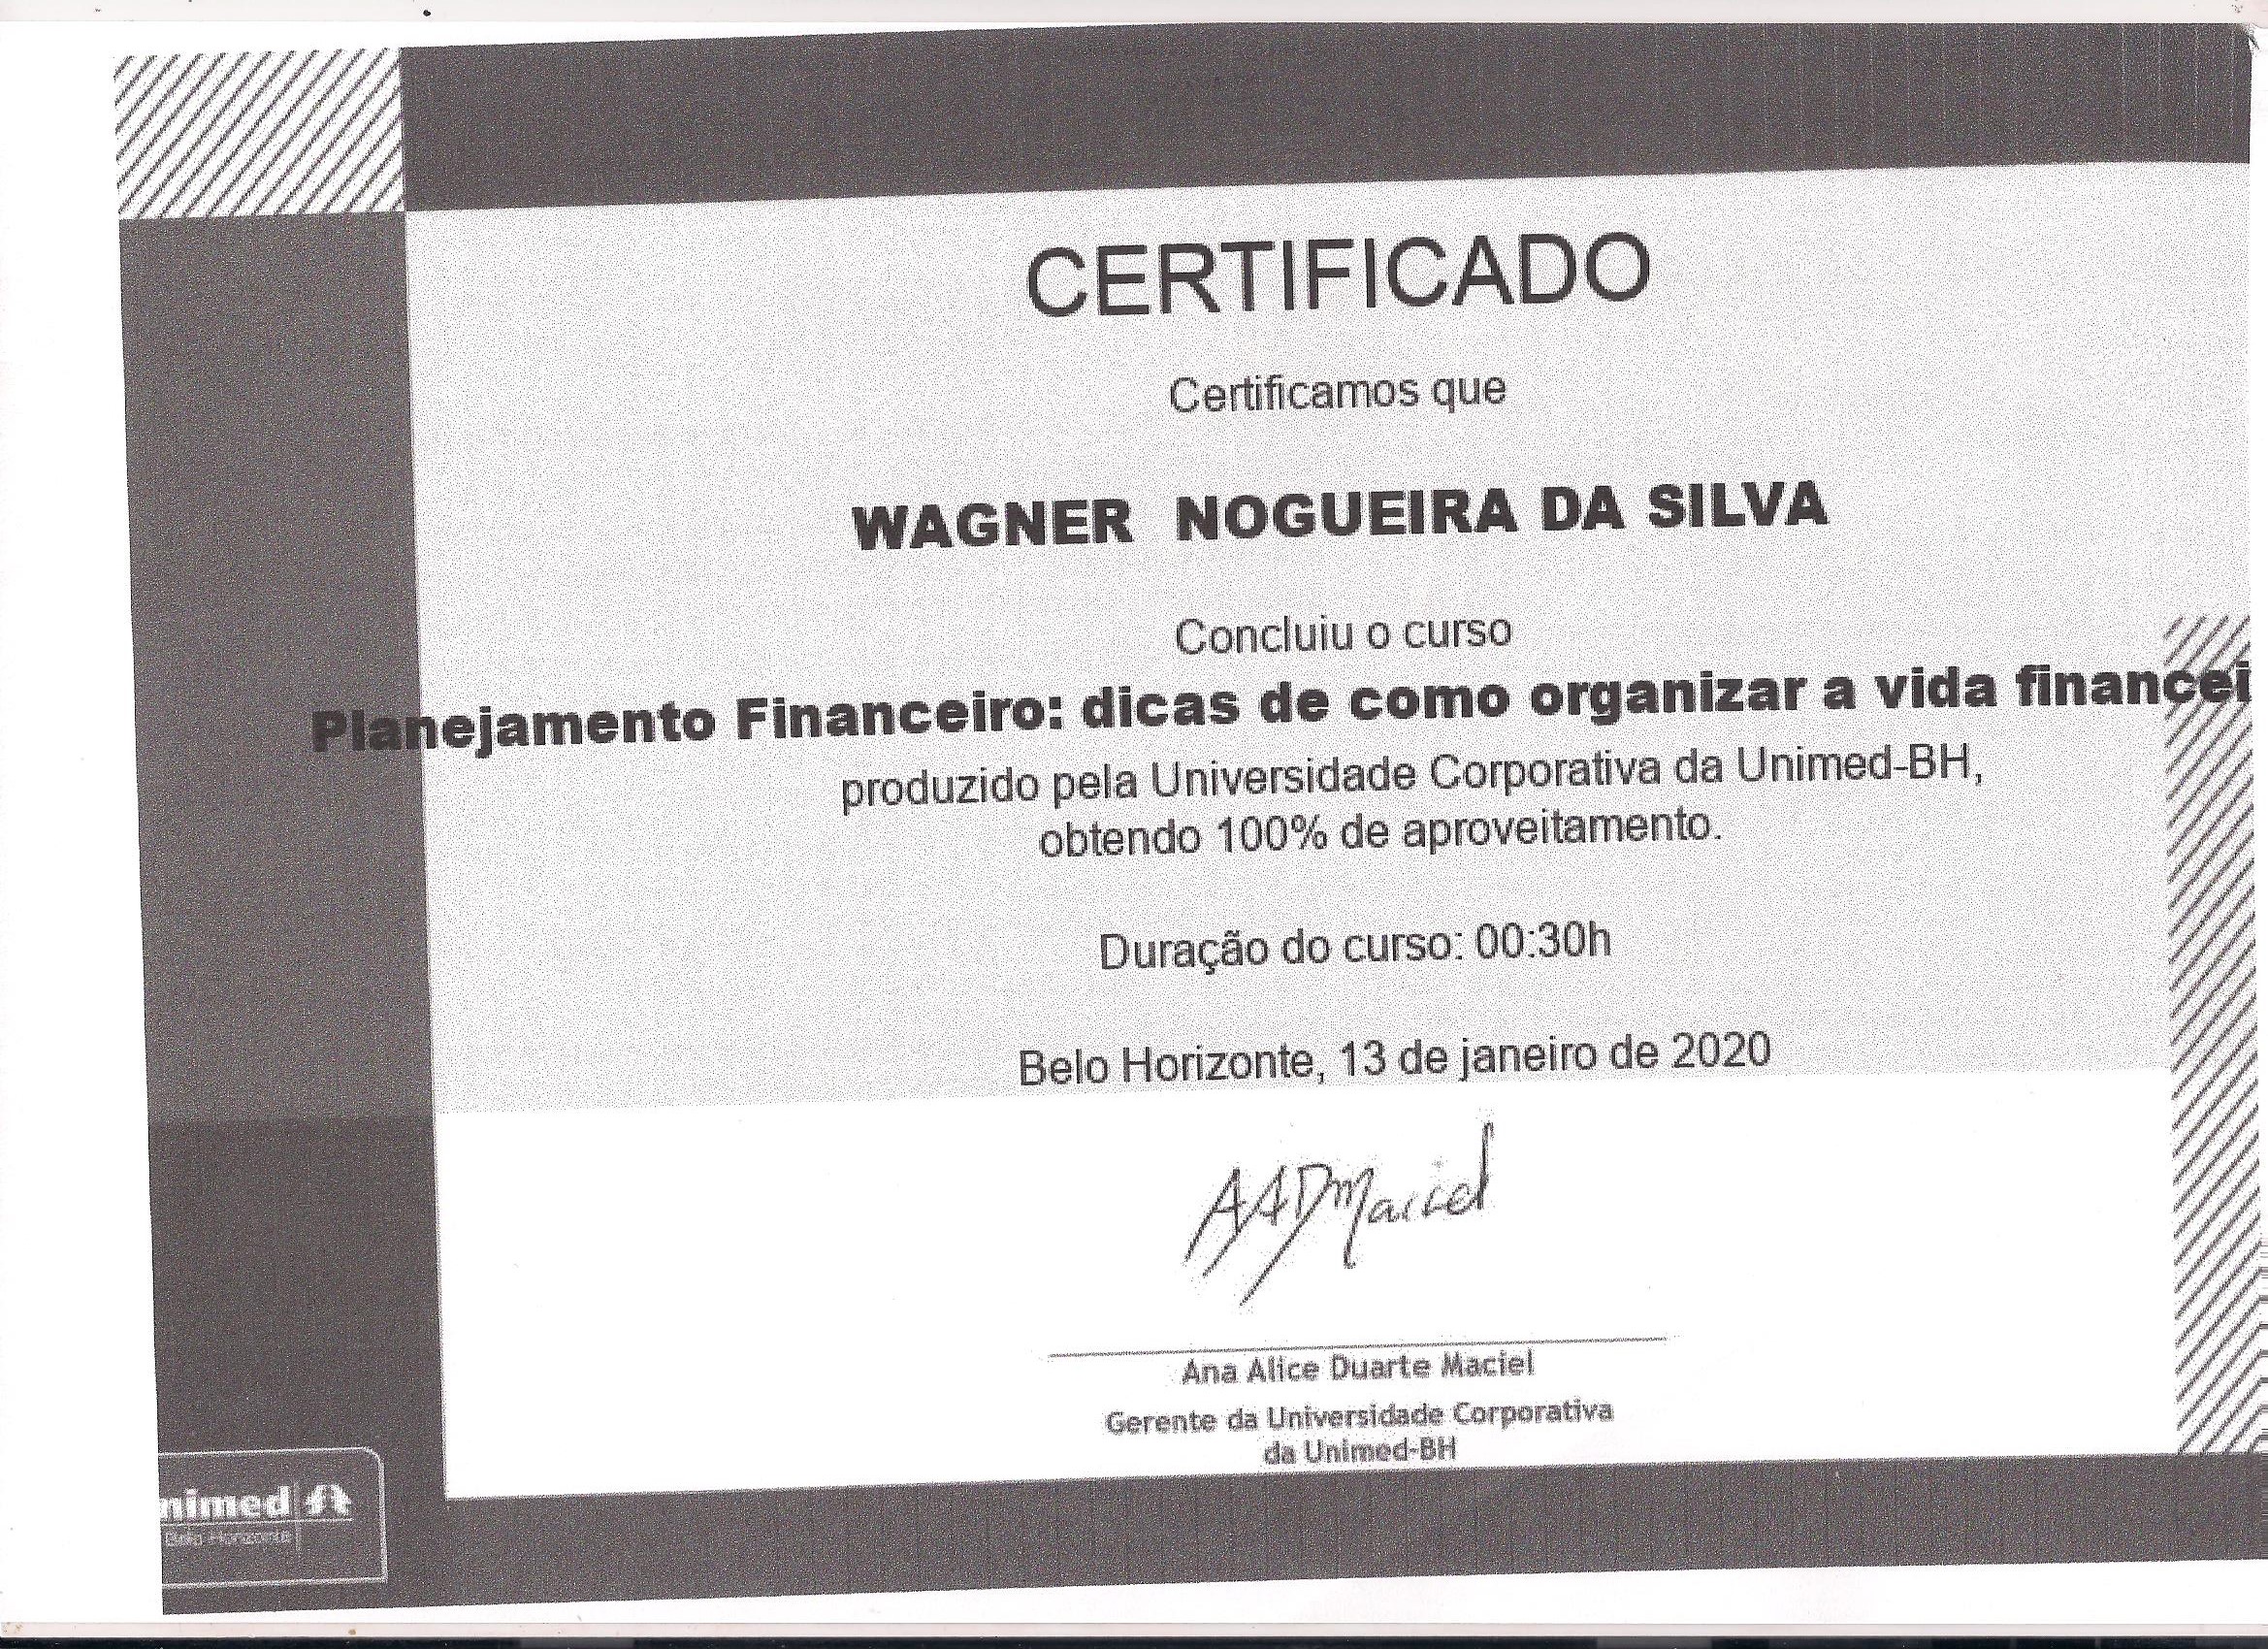 CERTIFICADO
Certificamos que
WAGNER NOGUEIRA DA SILVA
Concluiu o curso
Planejamento Financeiro: dicas de como organizar a vida financei
produzido pela Universidade Corporativa da Unimed-BH,
obtendo 100% de aproveitamento.
Duração do curso: 00:30h
Belo Horizonte, 13 de janeiro de 2020
AADMaciel
Ana Alice Duarte Maciel
Gerente da Universidade Corporativa
da Unimed-BH
nimed
Belo Horizonte